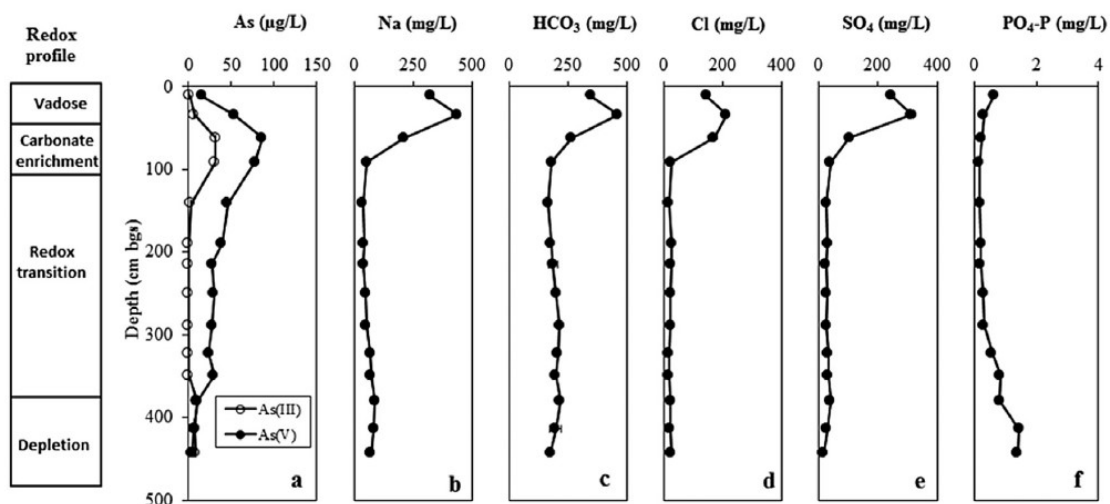 Redox
profile
Vadose
Carbonate
enrichment
Redox
transition
Depletion
As (µg/L)
0 50 100 150
Depth (cm bgs)
0
100
200
300
400
500
As(III)
As(V)
a
Na (mg/L)
0 250 500
b
HCO₃ (mg/L)
0 250 500
c
Cl (mg/L)
0 200 400
d
SO₄ (mg/L)
0 200 400
e
PO₄-P (mg/L)
0 2 4
f